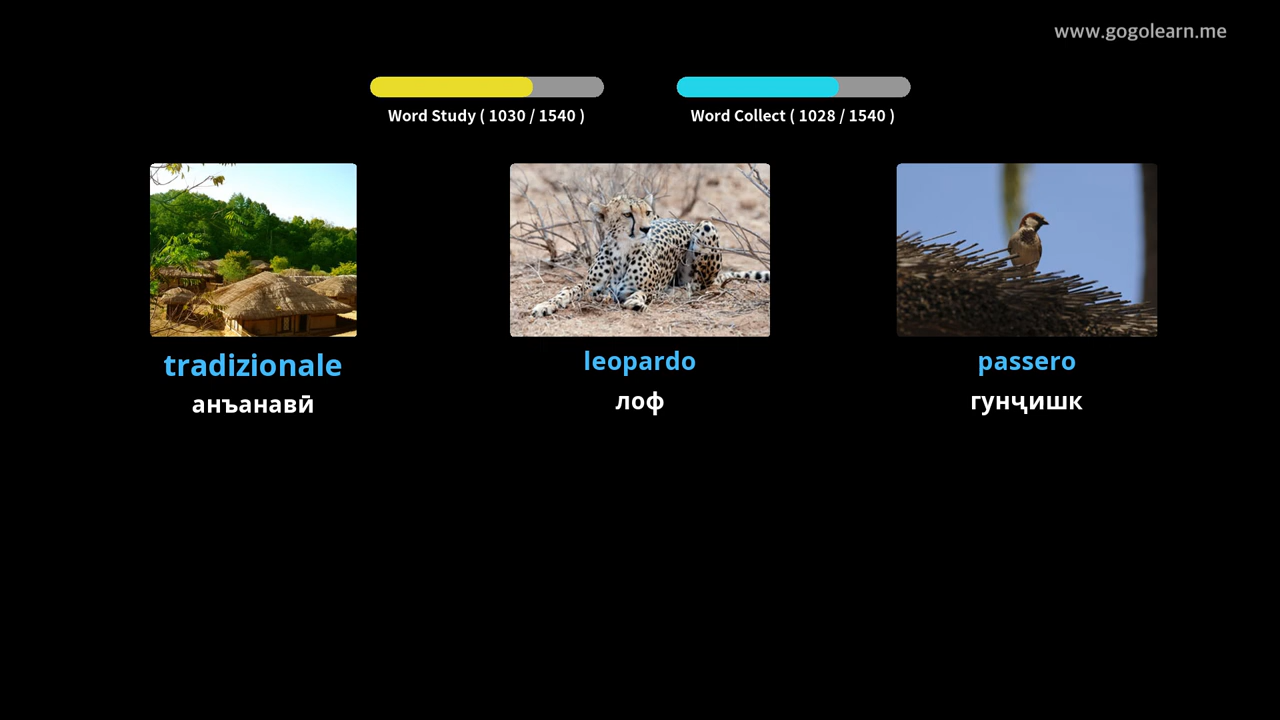 www.gogolearn.me
Word Study ( 1030 / 1540 )
Word Collect ( 1028 / 1540 )
tradizionale
анъанавӣ
leopardo
лоф
passero
гунҷишк